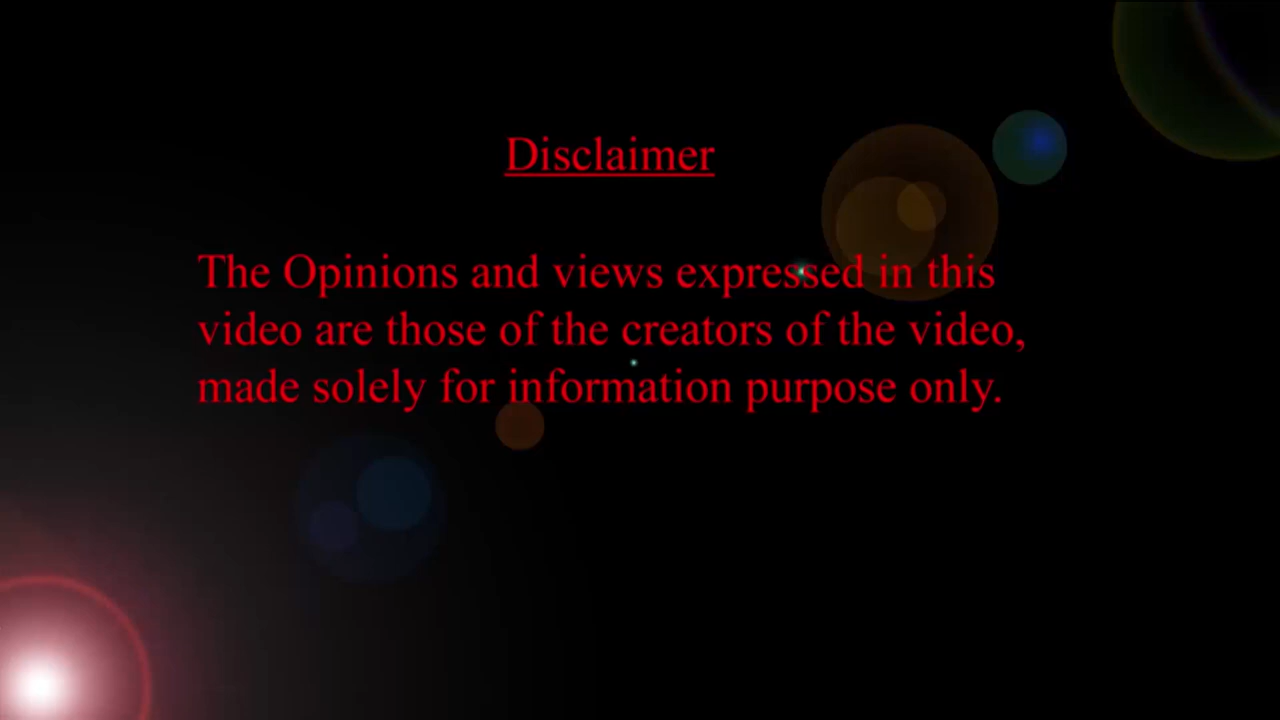 Disclaimer
The Opinions and views expressed in this
video are those of the creators of the video,
made solely for information purpose only.